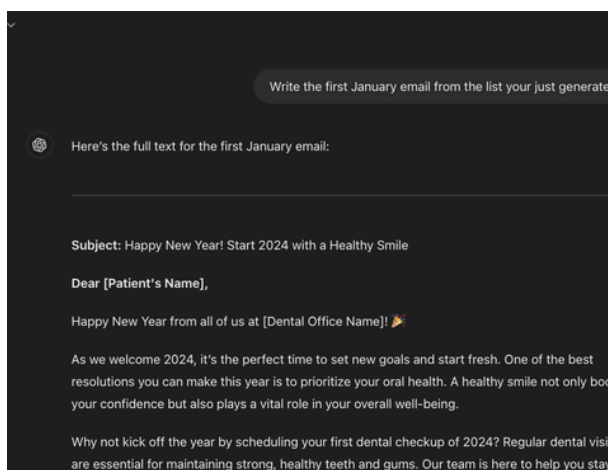 Write the first January email from the list your just generate
Here's the full text for the first January email:
Subject: Happy New Year! Start 2024 with a Healthy Smile
Dear [Patient's Name],
Happy New Year from all of us at [Dental Office Name]! 🎉
As we welcome 2024, it's the perfect time to set new goals and start fresh. One of the best
resolutions you can make this year is to prioritize your oral health. A healthy smile not only
your confidence but also plays a vital role in your overall well-being.
Why not kick off the year by scheduling your first dental checkup of 2024? Regular dental
are essential for maintaining strong, healthy teeth and gums. Our team is here to help you stay